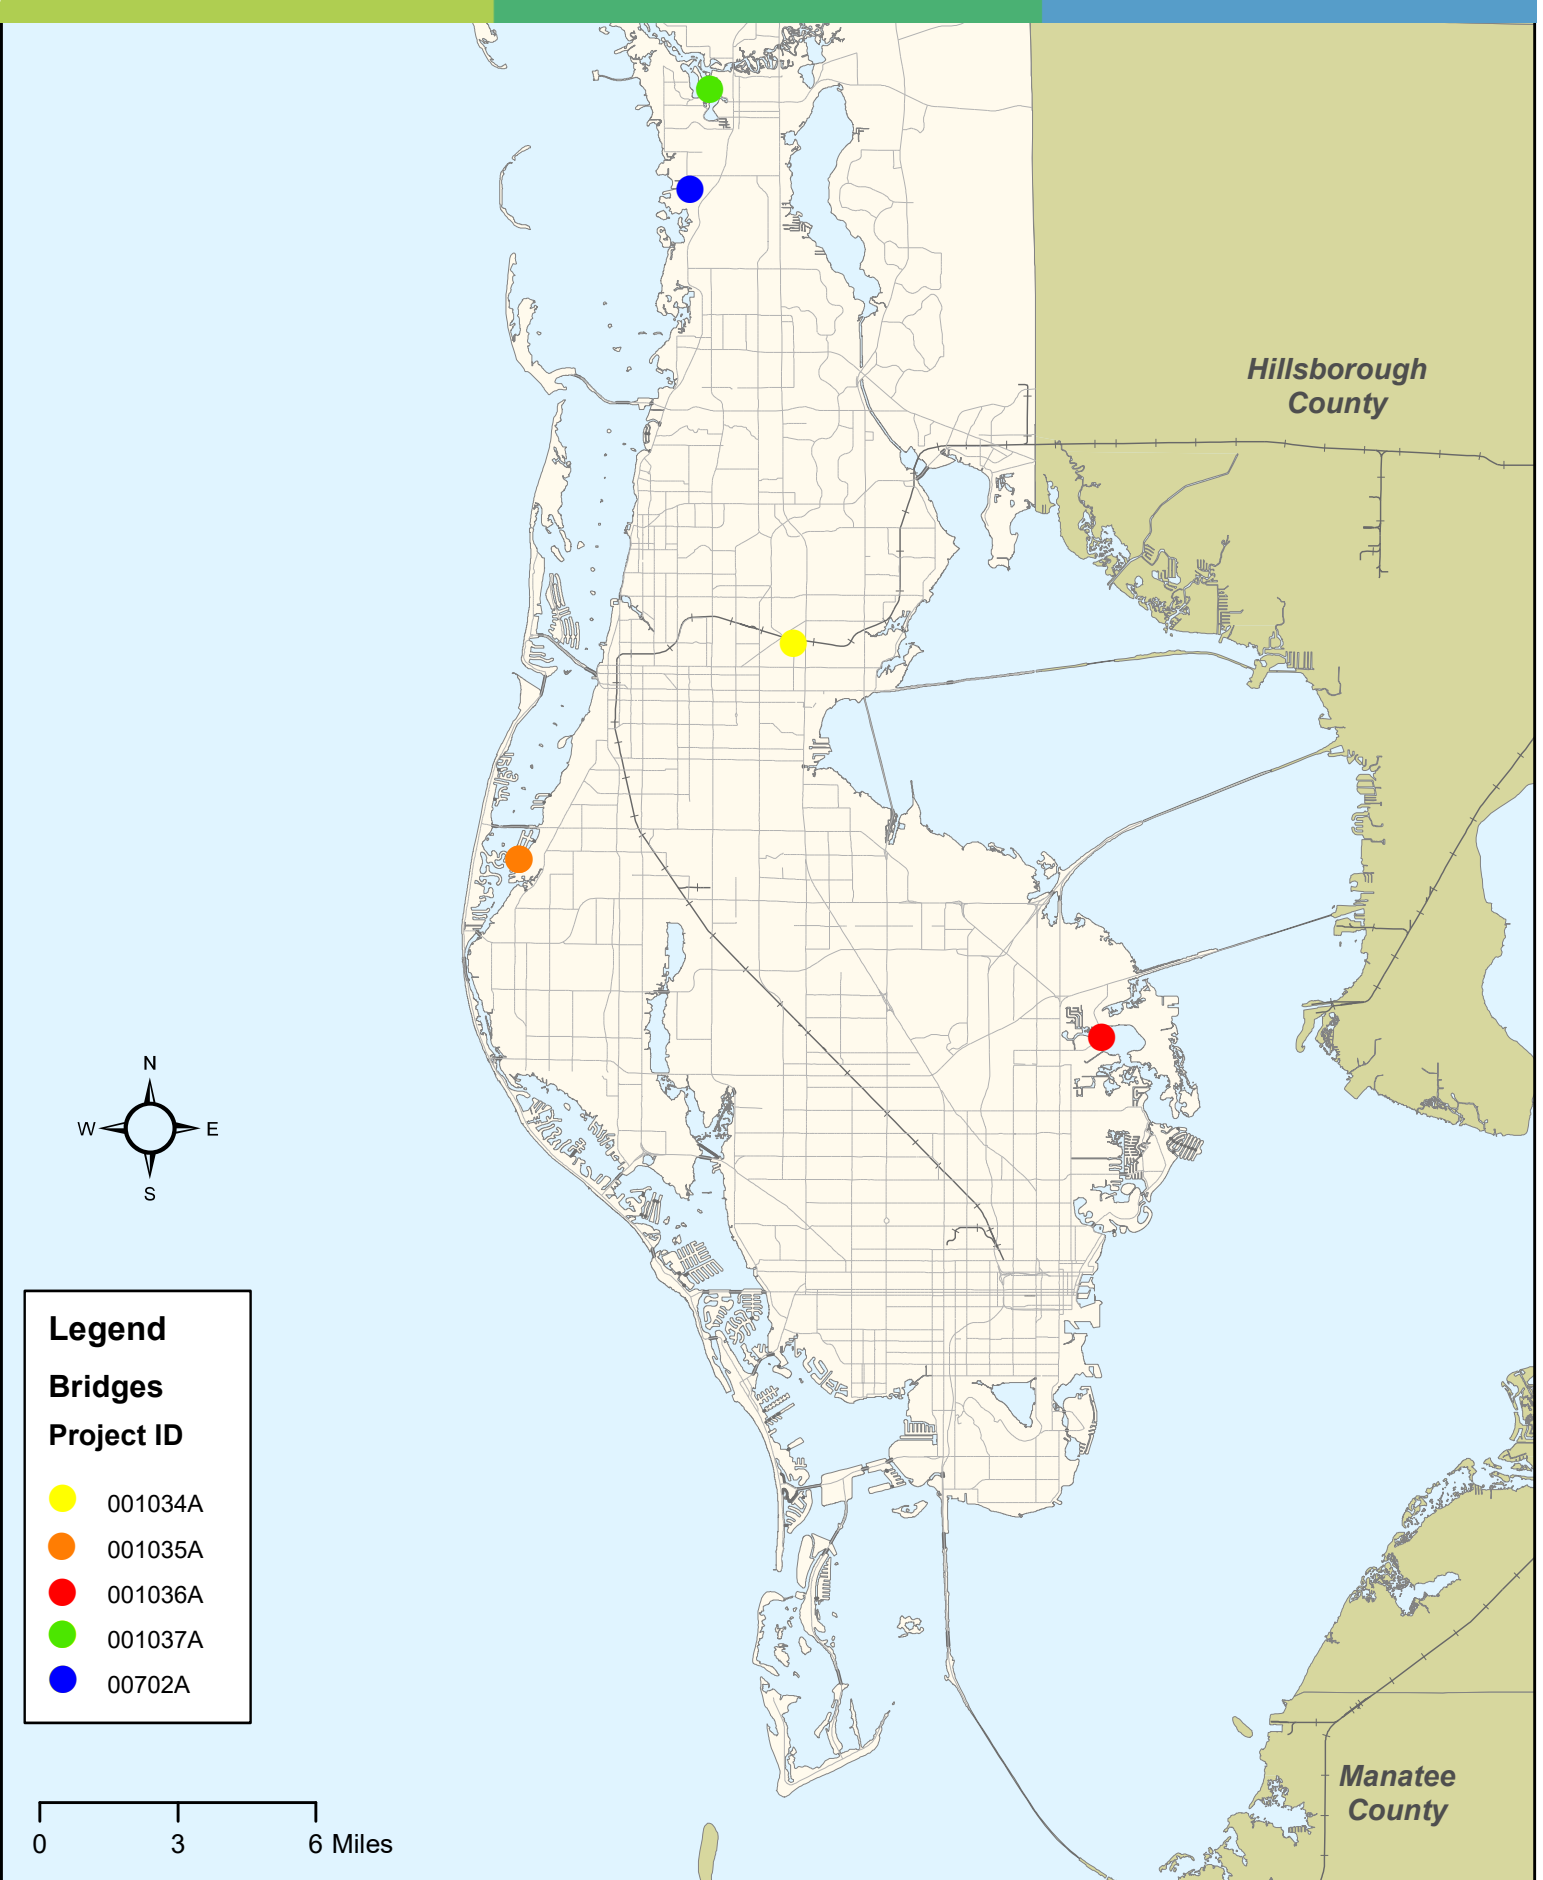 Hillsborough
County
N
W
E
S
Legend
Bridges
Project ID
001034A
001035A
001036A
001037A
00702A
0
3
6 Miles
Manatee
County